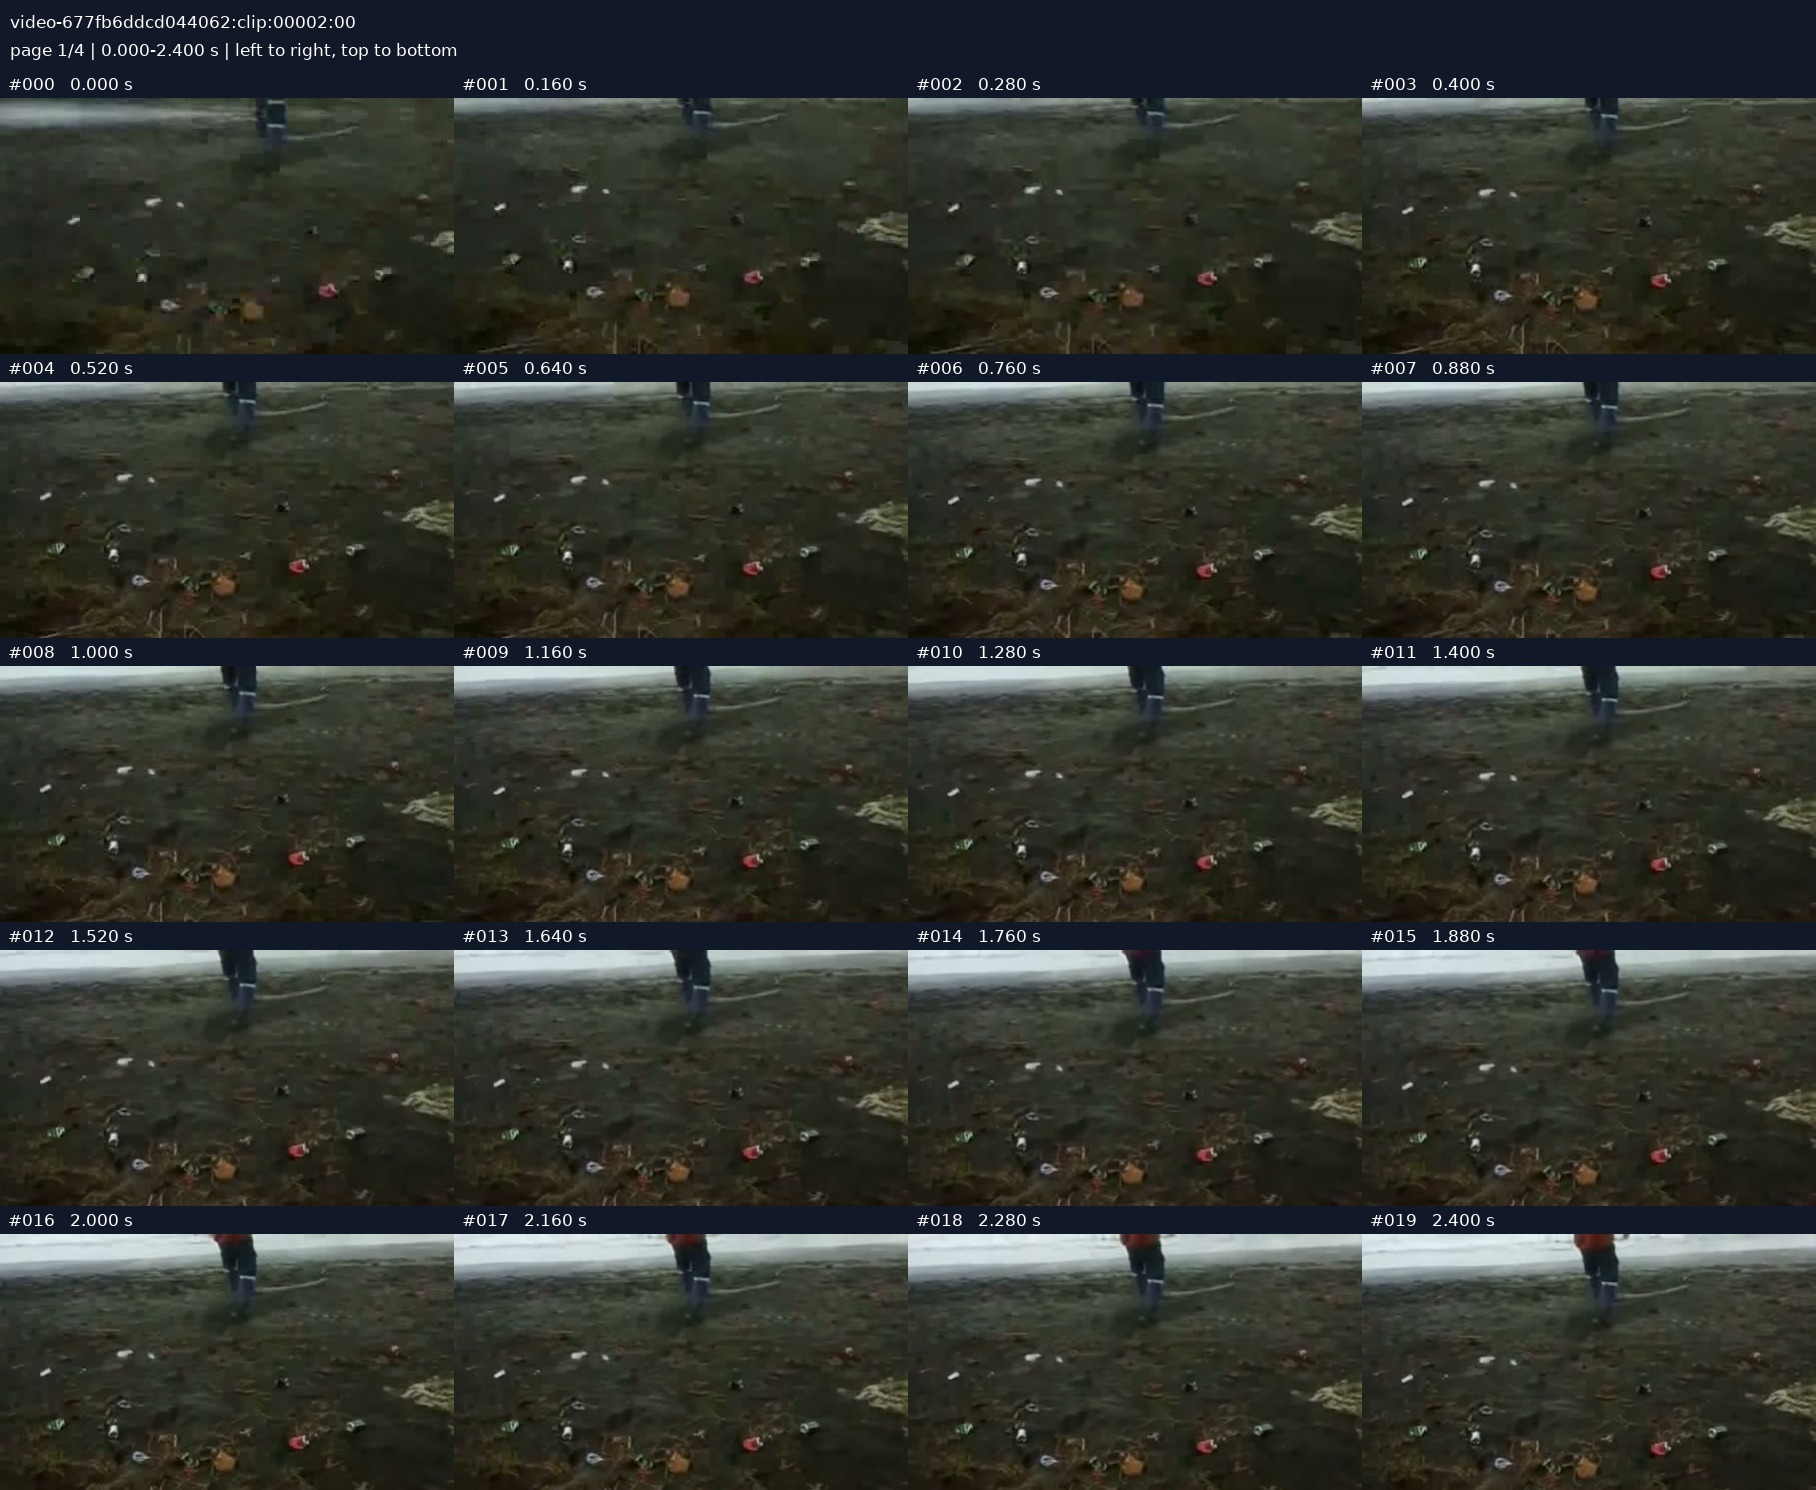 video-677fb6ddcd044062:clip:00002:00
page 1/4 | 0.000-2.400 s | left to right, top to bottom
#000 0.000 s
#001 0.160 s
#002 0.280 s
#003 0.400 s
#004 0.520 s
#005 0.640 s
#006 0.760 s
#007 0.880 s
#008 1.000 s
#009 1.160 s
#010 1.280 s
#011 1.400 s
#012 1.520 s
#013 1.640 s
#014 1.760 s
#015 1.880 s
#016 2.000 s
#017 2.160 s
#018 2.280 s
#019 2.400 s